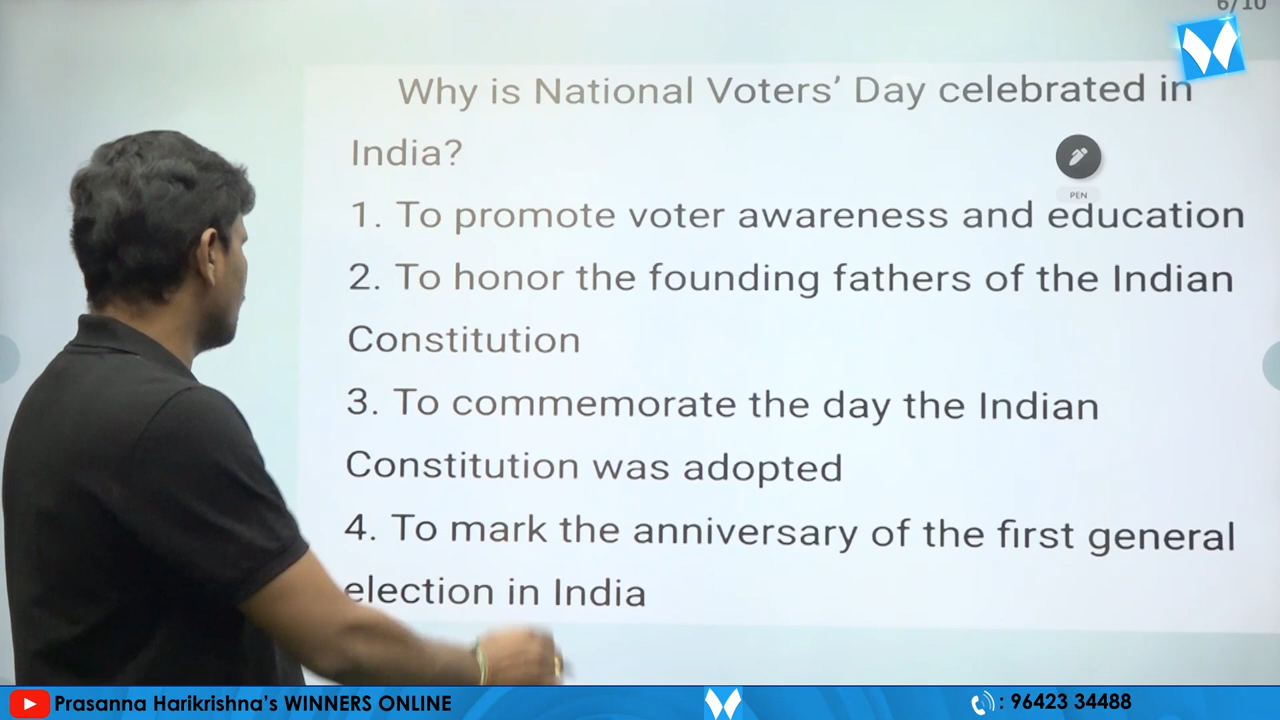 6/10
Why is National Voters’ Day celebrated in
India?
PEN
1. To promote voter awareness and education
2. To honor the founding fathers of the Indian
Constitution
3. To commemorate the day the Indian
Constitution was adopted
4. To mark the anniversary of the first general
election in India
Prasanna Harikrishna’s WINNERS ONLINE
: 96423 34488